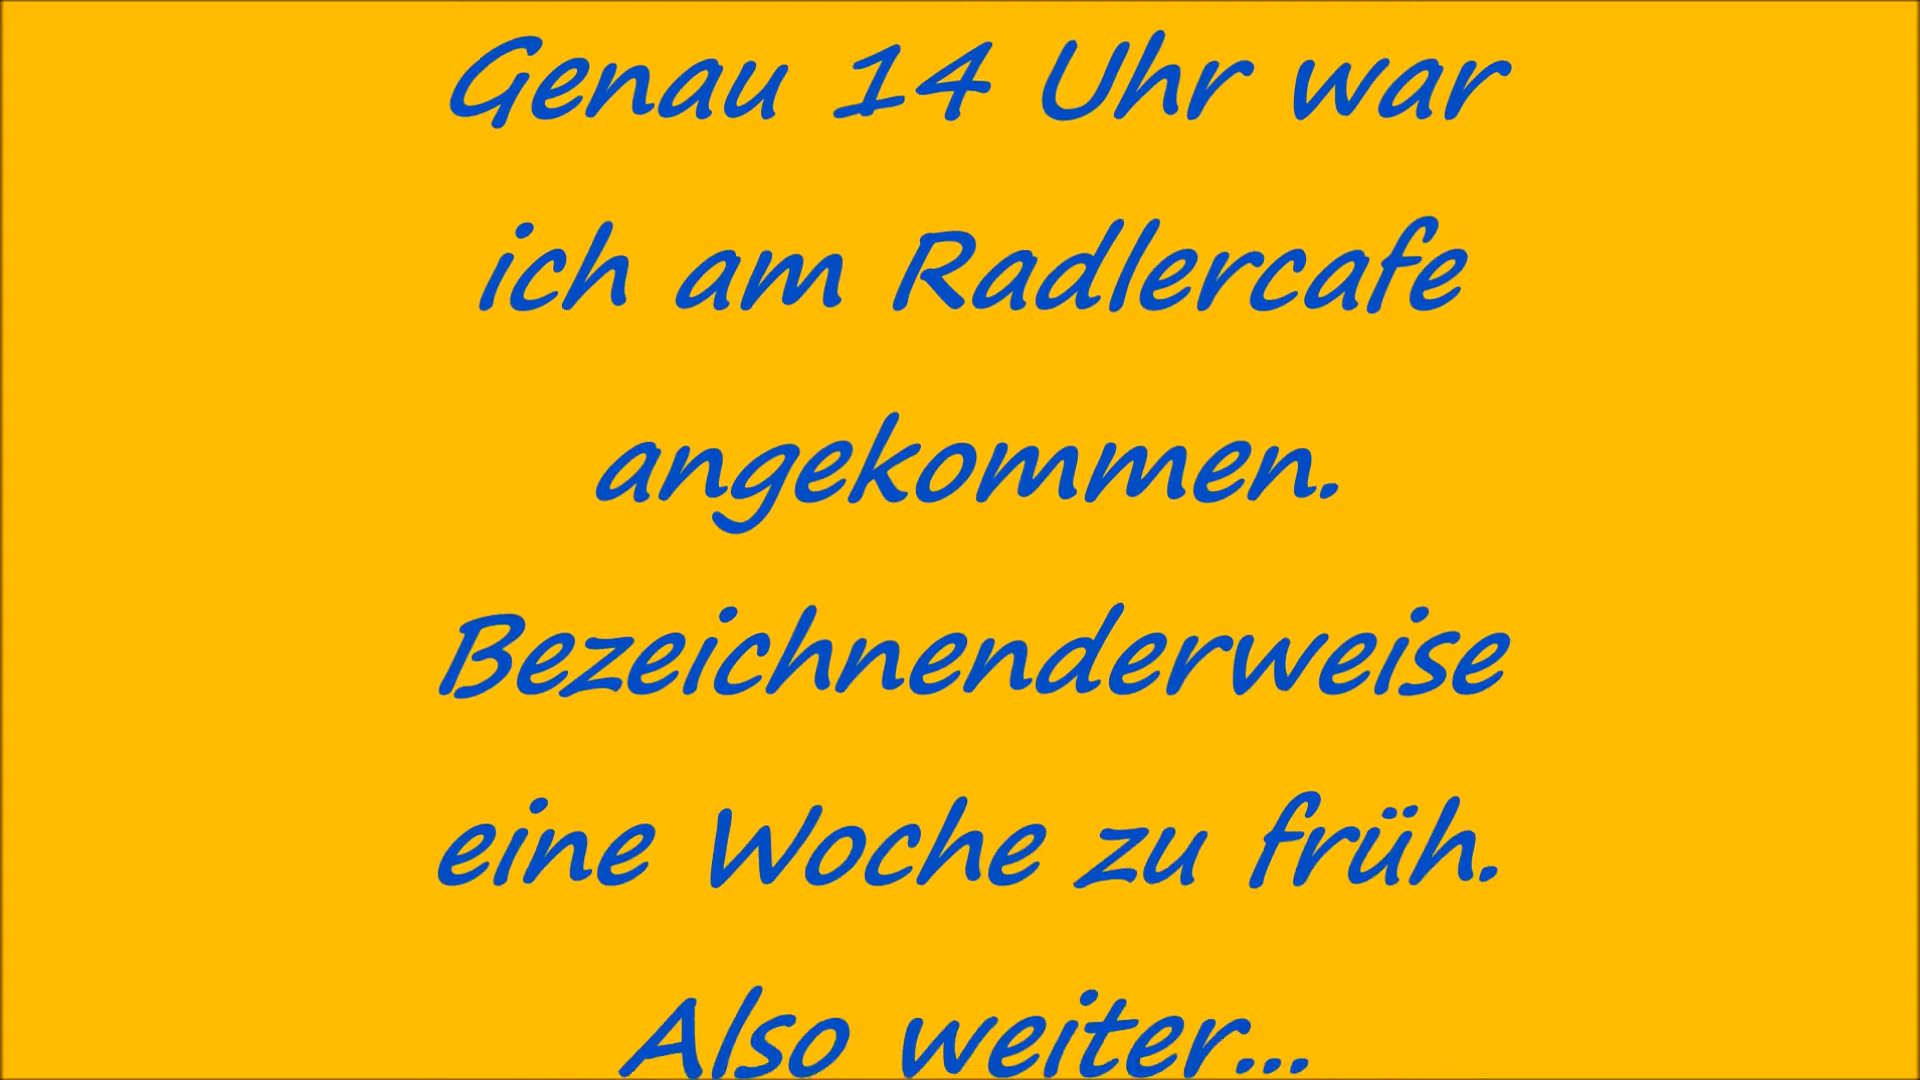 Genau 14 Uhr war
ich am Radlercafe
angekommen.
Bezeichnenderweise
eine Woche zu früh.
Also weiter...